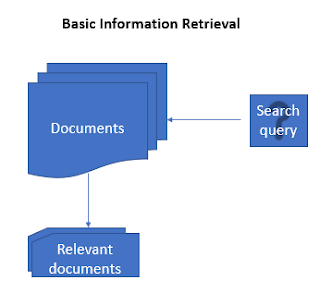 Basic Information Retrieval
Documents
Search
query
Relevant
documents